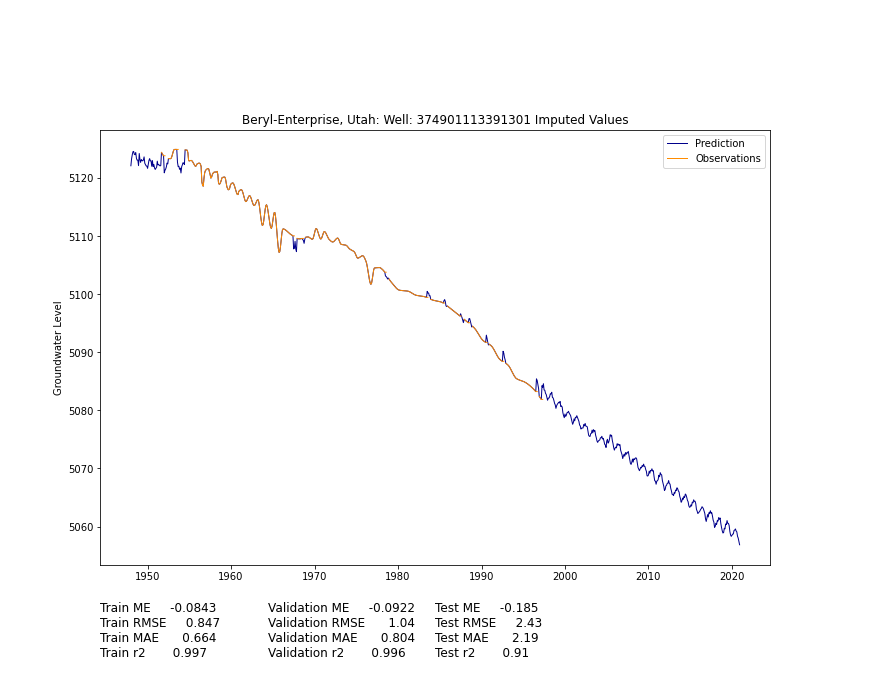 Beryl-Enterprise, Utah: Well: 374901113391301 Imputed Values
Prediction
Observations
Groundwater Level
5120
5110
5100
5090
5080
5070
5060
1950 1960 1970 1980 1990 2000 2010 2020
Train ME -0.0843 Validation ME -0.0922 Test ME -0.185
Train RMSE 0.847 Validation RMSE 1.04 Test RMSE 2.43
Train MAE 0.664 Validation MAE 0.804 Test MAE 2.19
Train r2 0.997 Validation r2 0.996 Test r2 0.91